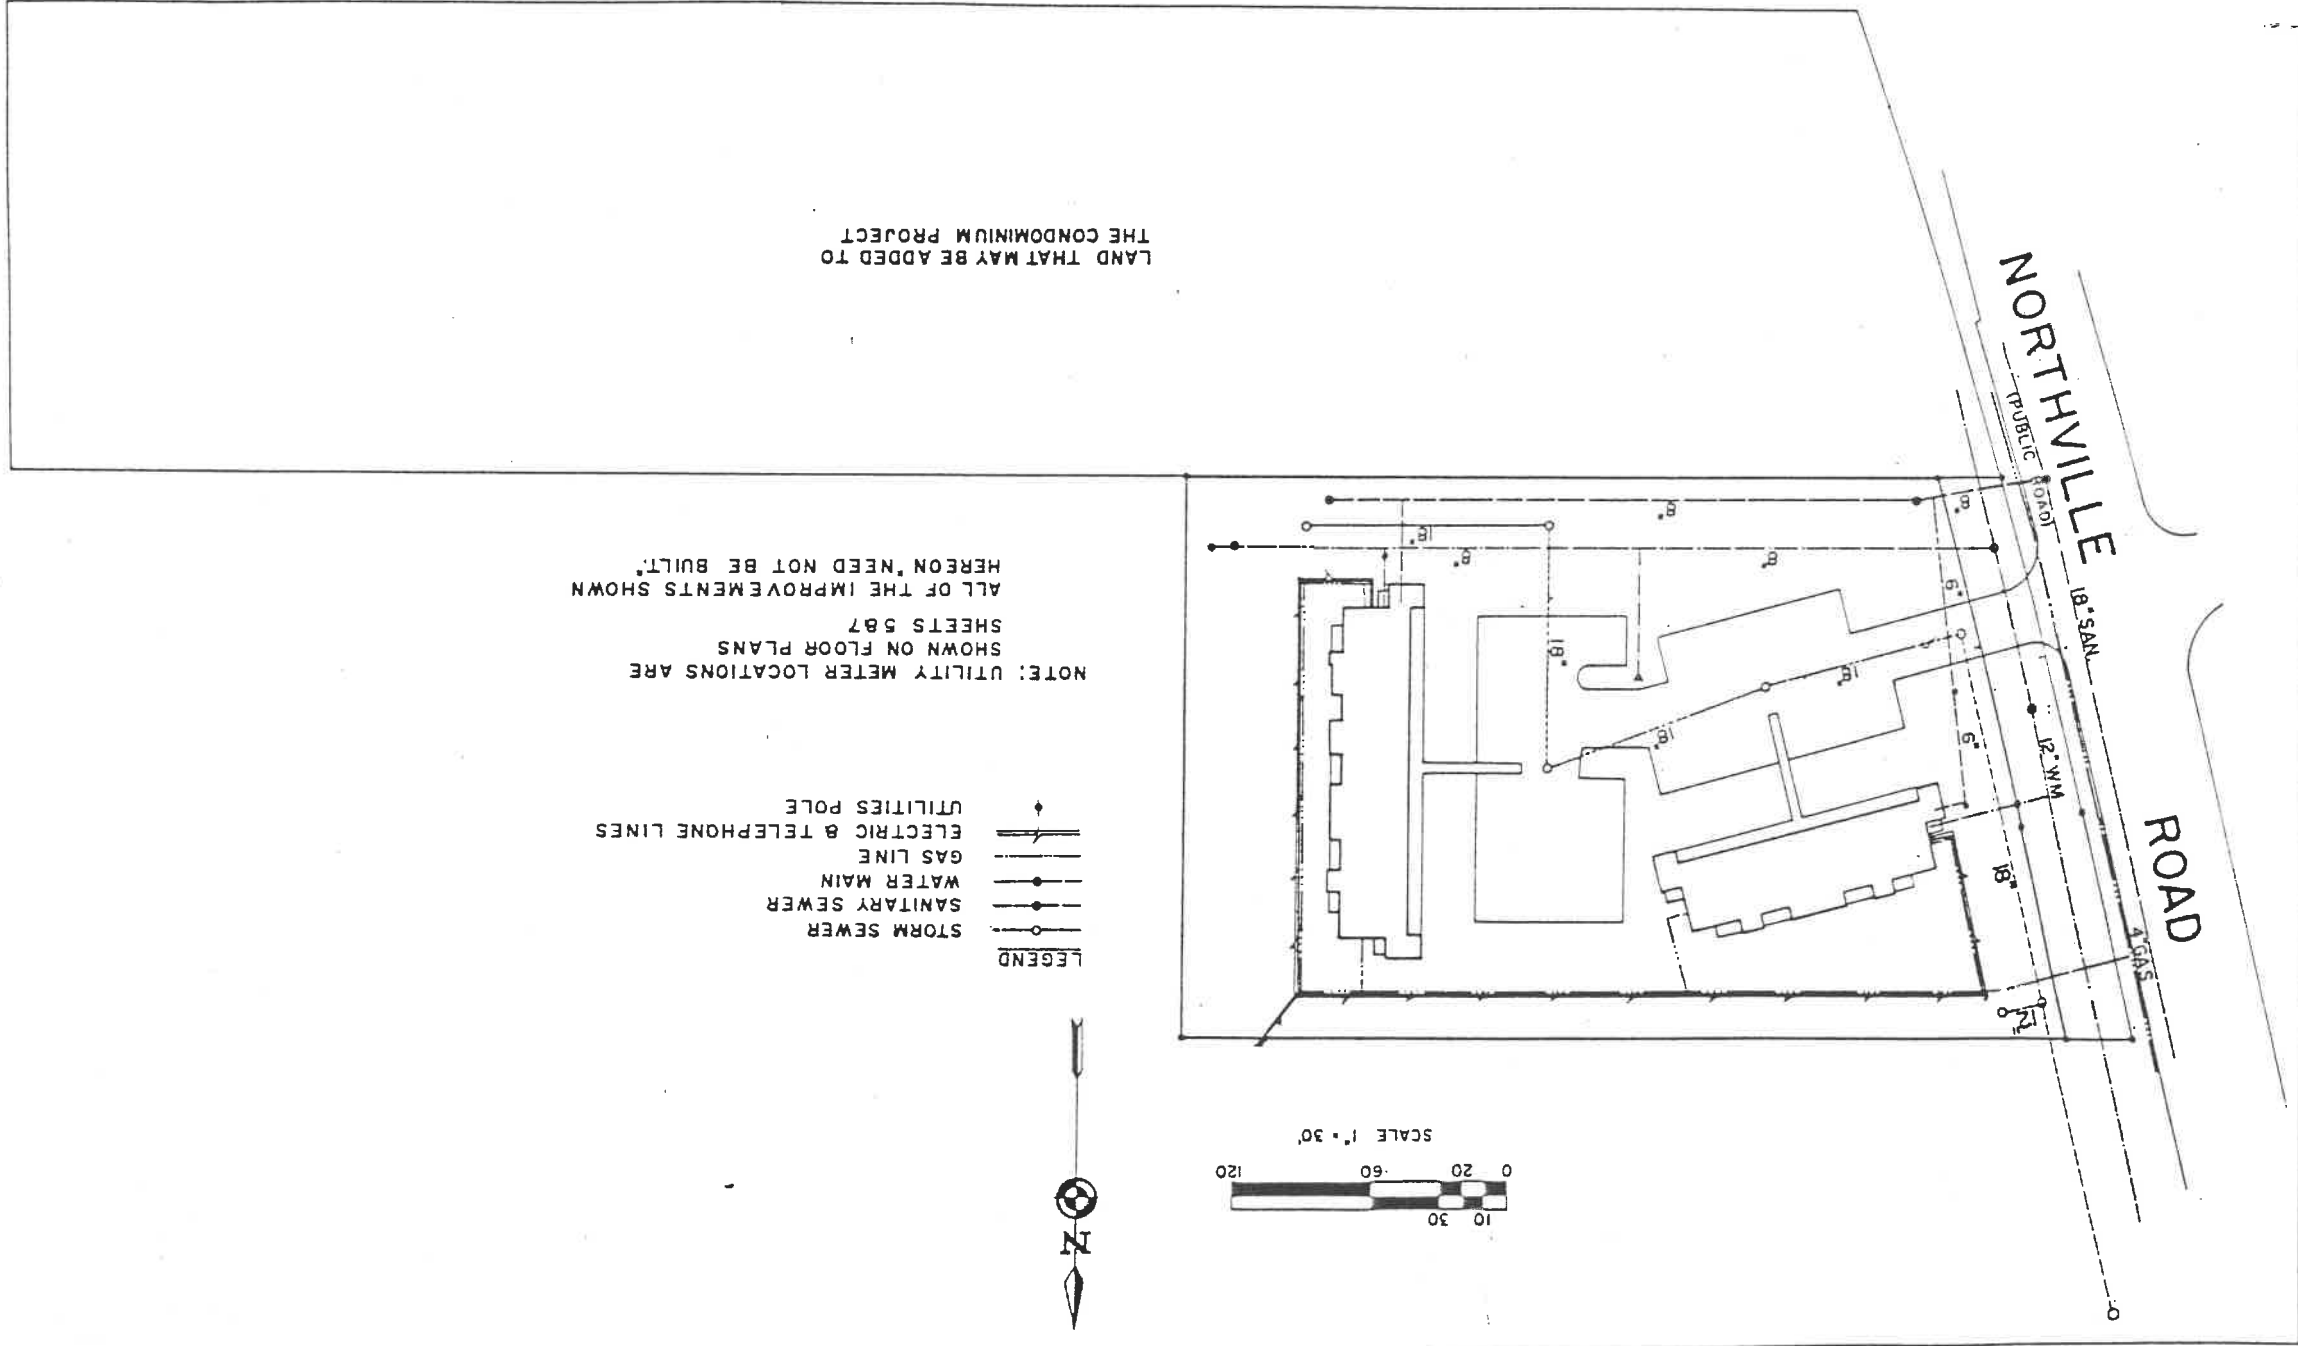 LAND THAT MAY BE ADDED TO
THE CONDOMINIUM PROJECT
NORTHVILLE
ROAD
(PUBLIC ROAD)
18" SAN.
12" WM
4" GAS
18"
12"
6"
6"
8"
8"
8"
8"
18"
18"
18"
18"
NOTE: UTILITY METER LOCATIONS ARE
SHOWN ON FLOOR PLANS
SHEETS 5&7
ALL OF THE IMPROVEMENTS SHOWN
HEREON "NEED NOT BE BUILT."
LEGEND
STORM SEWER
SANITARY SEWER
WATER MAIN
GAS LINE
ELECTRIC & TELEPHONE LINES
UTILITIES POLE
N
10 30
0 20 60 120
SCALE 1" = 30'